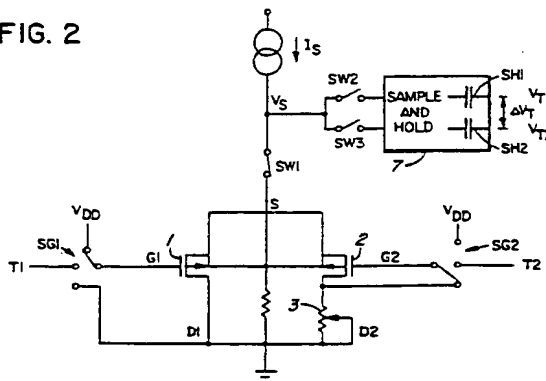 FIG. 2
I_S
V_S
SW2
SW3
SAMPLE
AND
HOLD
SH1
SH2
V_T
ΔV_T
V_T
7
SW1
S
V_DD
SG1
T1
G1
1
2
G2
V_DD
SG2
T2
3
D1
D2